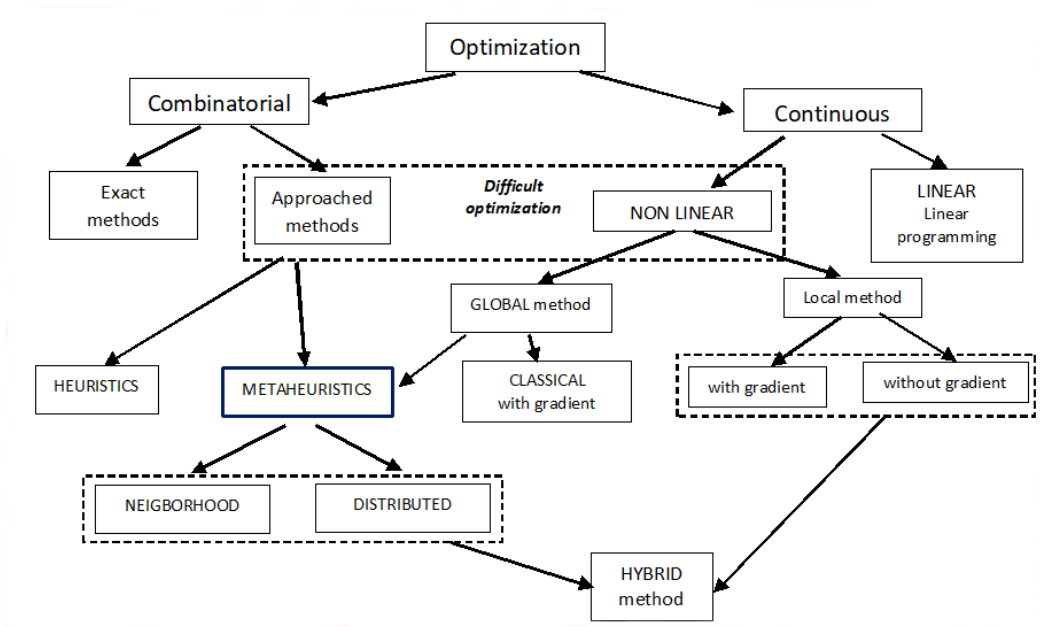 Optimization
Combinatorial
Continuous
Exact
methods
Approached
methods
Difficult
optimization
NON LINEAR
LINEAR
Linear
programming
GLOBAL method
Local method
HEURISTICS
METAHEURISTICS
CLASSICAL
with gradient
with gradient
without gradient
NEIGBORHOOD
DISTRIBUTED
HYBRID
method